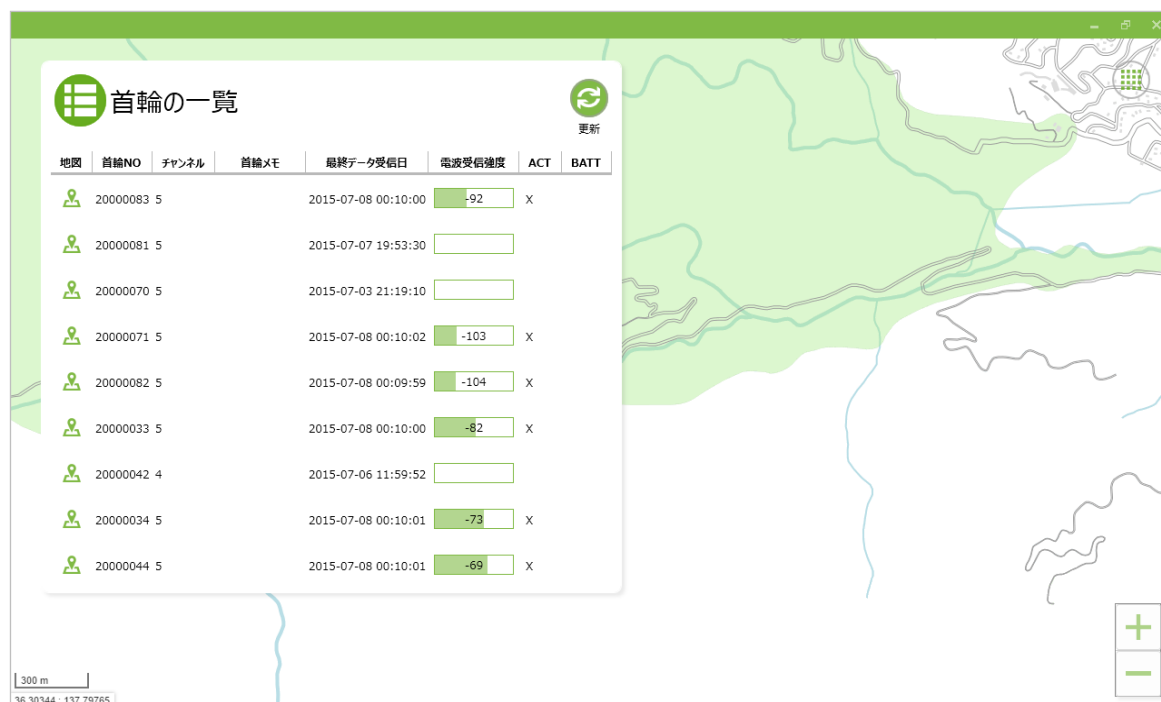 首輪の一覧
更新
地図 首輪NO チャンネル 首輪メモ 最終データ受信日 電波受信強度 ACT BATT
20000083 5 2015-07-08 00:10:00 -92 X
20000081 5 2015-07-07 19:53:30
20000070 5 2015-07-03 21:19:10
20000071 5 2015-07-08 00:10:02 -103 X
20000082 5 2015-07-08 00:09:59 -104 X
20000033 5 2015-07-08 00:10:00 -82 X
20000042 4 2015-07-06 11:59:52
20000034 5 2015-07-08 00:10:01 -73 X
20000044 5 2015-07-08 00:10:01 -69 X
300 m
36.30344 : 137.79765